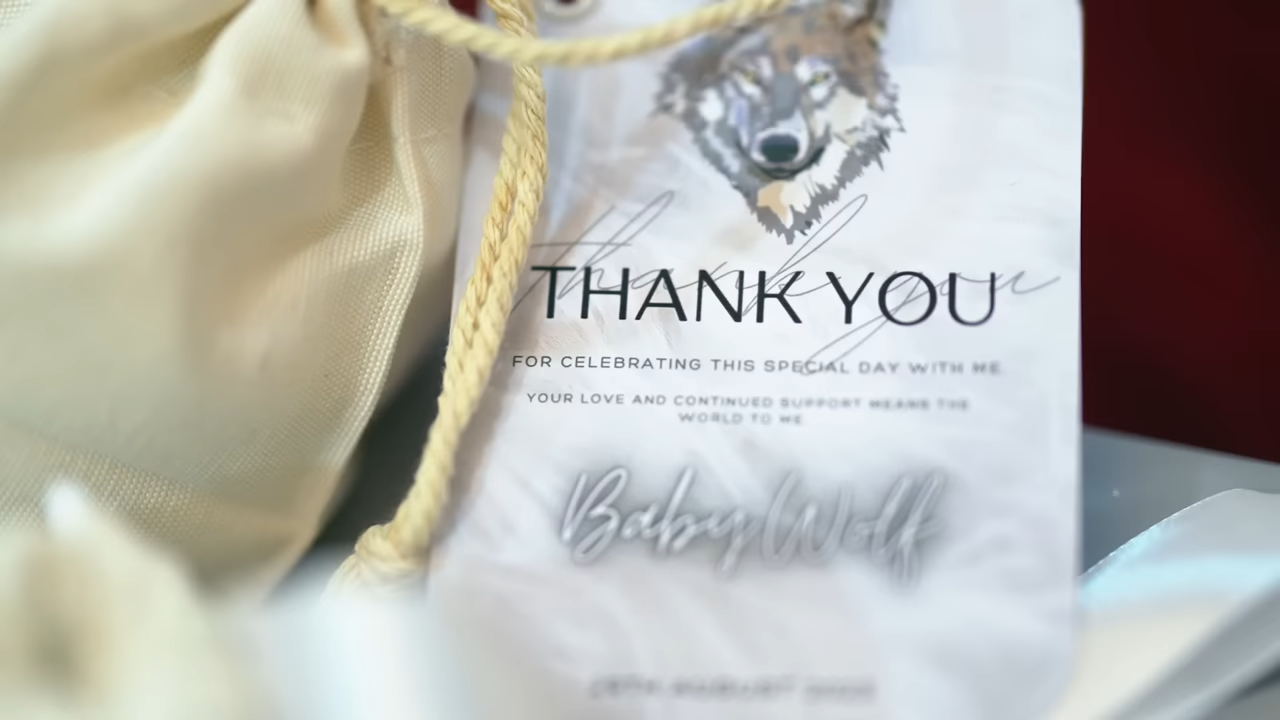 thank you
THANK YOU
FOR CELEBRATING THIS SPECIAL DAY WITH ME
YOUR LOVE AND CONTINUED SUPPORT MEANS THE
WORLD TO ME
Baby Wolf
AUGUST